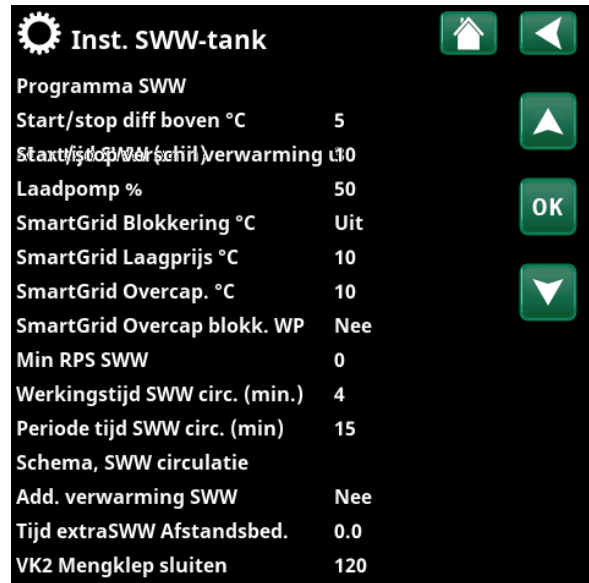 Inst. SWW-tank
Programma SWW
Start/stop diff boven °C 5
verwarming
Laadpomp % 50
SmartGrid Blokkering °C Uit
SmartGrid Laagprijs °C 10
SmartGrid Overcap. °C 10
OK
SmartGrid Overcap blokk. WP Nee
Min RPS SWW 0
Werkingstijd SWW circ. (min.) 4
Periode tijd SWW circ. (min) 15
Schema, SWW circulatie
Add. verwarming SWW Nee
Tijd extraSWW Afstandsbed. 0.0
VK2 Mengklep sluiten 120